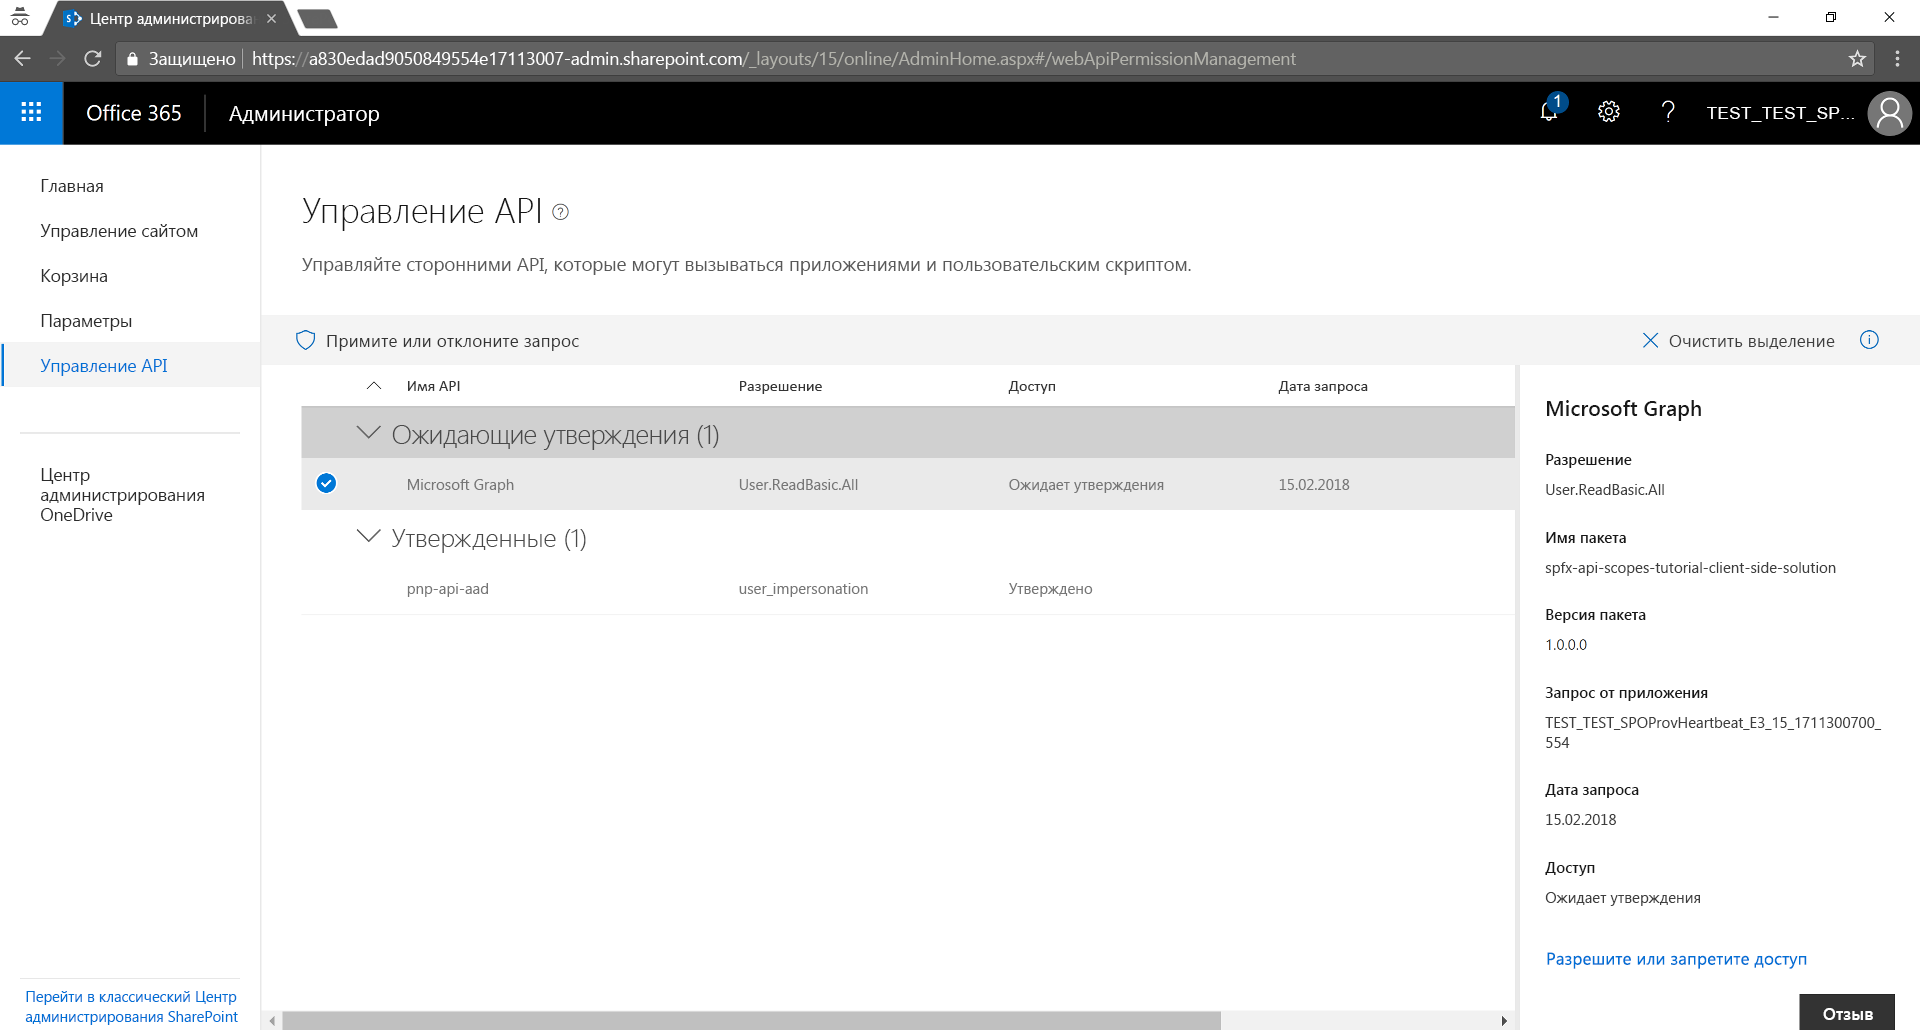 Центр администрирова
Защищено
https://a830edad9050849554e17113007-admin.sharepoint.com/_layouts/15/online/AdminHome.aspx#/webApiPermissionManagement
Office 365
Администратор
1
?
TEST_TEST_SP...
Главная
Управление сайтом
Корзина
Параметры
Управление API
Центр
администрирования
OneDrive
Перейти в классический Центр
администрирования SharePoint
Управление API
Управляйте сторонними API, которые могут вызываться приложениями и пользовательским скриптом.
Примите или отклоните запрос
Очистить выделение
Имя API Разрешение Доступ Дата запроса
Ожидающие утверждения (1)
Microsoft Graph User.ReadBasic.All Ожидает утверждения 15.02.2018
Утвержденные (1)
pnp-api-aad user_impersonation Утверждено
Microsoft Graph
Разрешение
User.ReadBasic.All
Имя пакета
spfx-api-scopes-tutorial-client-side-solution
Версия пакета
1.0.0.0
Запрос от приложения
TEST_TEST_SPOProvHeartbeat_E3_15_1711300700_
554
Дата запроса
15.02.2018
Доступ
Ожидает утверждения
Разрешите или запретите доступ
Отзыв